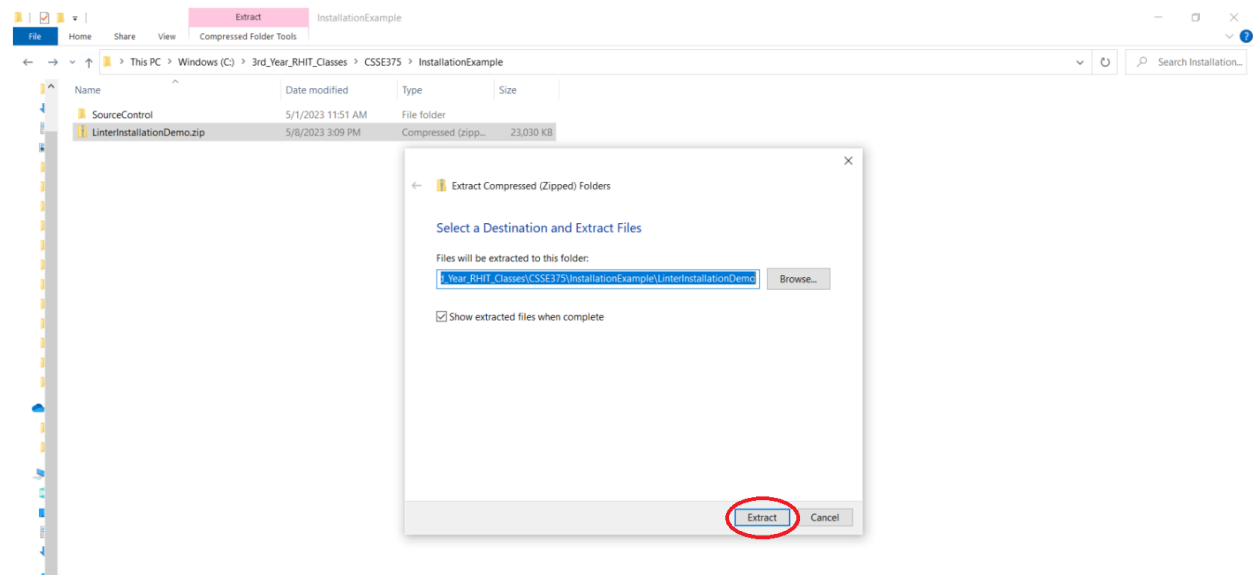 Extract InstallationExample
File Home Share View Compressed Folder Tools
This PC > Windows (C:) > 3rd_Year_RHIT_Classes > CSSE375 > InstallationExample Search Installation...
Name Date modified Type Size
SourceControl 5/1/2023 11:51 AM File folder
LinterInstallationDemo.zip 5/8/2023 3:09 PM Compressed (zipp... 23,030 KB
Extract Compressed (Zipped) Folders
Select a Destination and Extract Files
Files will be extracted to this folder:
_Year_RHIT_Classes\CSSE375\InstallationExample\LinterInstallationDemo Browse...
Show extracted files when complete
Extract Cancel